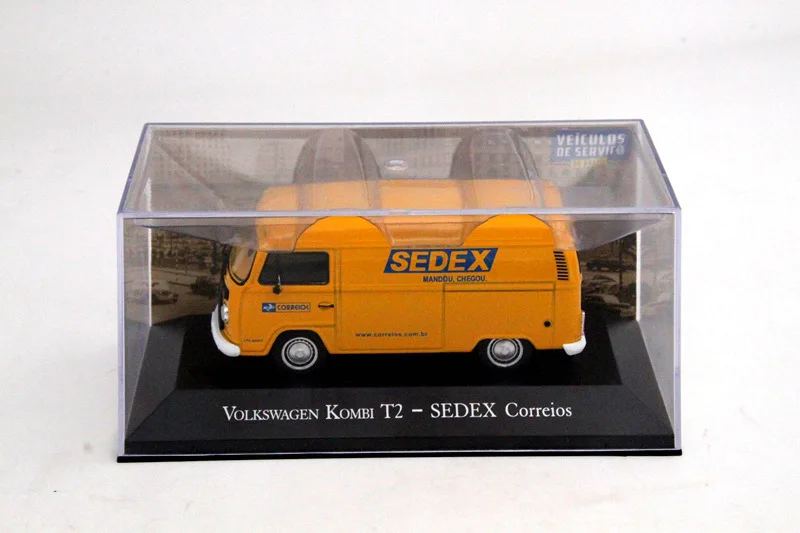 VEÍCULOS
DE SERVIÇO
SEDEX
MANDOU, CHEGOU.
CORREIOS
www.correios.com.br
VOLKSWAGEN KOMBI T2 – SEDEX Correios